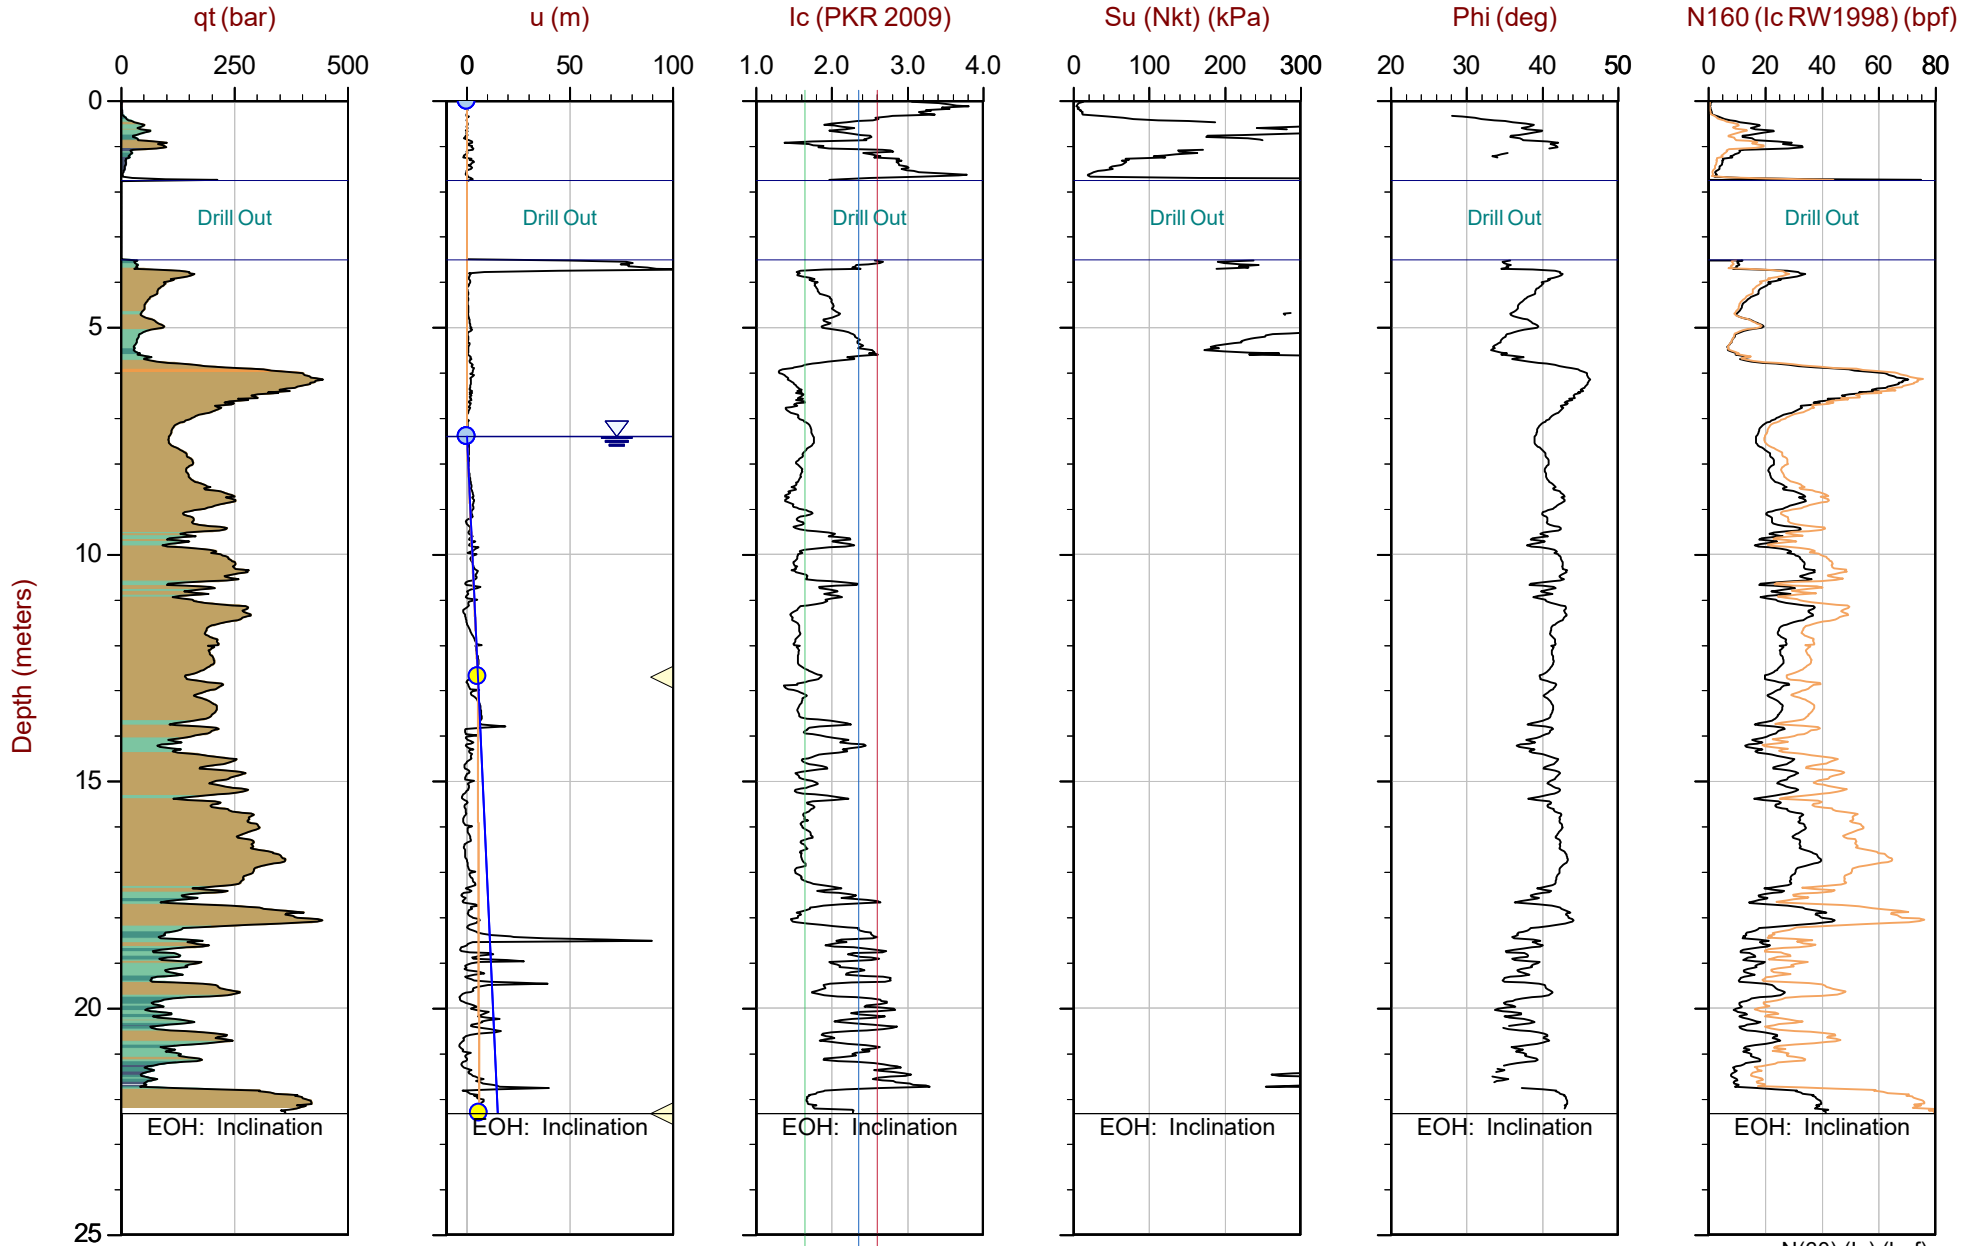 qt (bar) u (m) Ic (PKR 2009) Su (Nkt) (kPa) Phi (deg) N160 (Ic RW1998) (bpf)
0 250 500 0 50 100 1.0 2.0 3.0 4.0 0 100 200 300 20 30 40 50 0 20 40 60 80
0
Drill Out Drill Out Drill Out Drill Out Drill Out Drill Out
5
10
Depth (meters)
15
20
EOH: Inclination EOH: Inclination EOH: Inclination EOH: Inclination EOH: Inclination EOH: Inclination
25